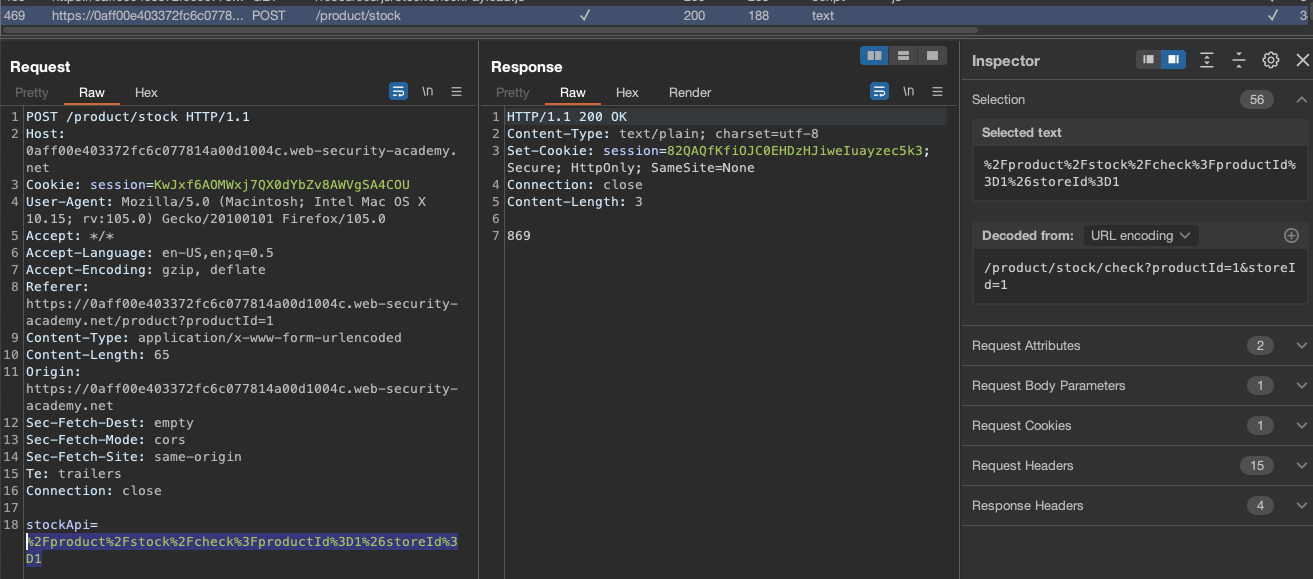 469 https://0aff00e403372fc6c0778... POST /product/stock ✓ 200 188 text ✓ 3
Request
Pretty Raw Hex \n
1 POST /product/stock HTTP/1.1
2 Host:
0aff00e403372fc6c077814a00d1004c.web-security-academy.
net
3 Cookie: session=KwJxf6AOMWxj7QX0dYbZv8AWVgSA4COU
4 User-Agent: Mozilla/5.0 (Macintosh; Intel Mac OS X
10.15; rv:105.0) Gecko/20100101 Firefox/105.0
5 Accept: */*
6 Accept-Language: en-US,en;q=0.5
7 Accept-Encoding: gzip, deflate
8 Referer:
https://0aff00e403372fc6c077814a00d1004c.web-security-
academy.net/product?productId=1
9 Content-Type: application/x-www-form-urlencoded
10 Content-Length: 65
11 Origin:
https://0aff00e403372fc6c077814a00d1004c.web-security-
academy.net
12 Sec-Fetch-Dest: empty
13 Sec-Fetch-Mode: cors
14 Sec-Fetch-Site: same-origin
15 Te: trailers
16 Connection: close
17
18 stockApi=
%2Fproduct%2Fstock%2Fcheck%3FproductId%3D1%26storeId%3
D1
Response
Pretty Raw Hex Render \n
1 HTTP/1.1 200 OK
2 Content-Type: text/plain; charset=utf-8
3 Set-Cookie: session=82QAQfKfiOJC0EHDzHJiweIuayzec5k3;
Secure; HttpOnly; SameSite=None
4 Connection: close
5 Content-Length: 3
6
7 869
Inspector
Selection 56
Selected text
%2Fproduct%2Fstock%2Fcheck%3FproductId%
3D1%26storeId%3D1
Decoded from: URL encoding
/product/stock/check?productId=1&storeI
d=1
Request Attributes 2
Request Body Parameters 1
Request Cookies 1
Request Headers 15
Response Headers 4